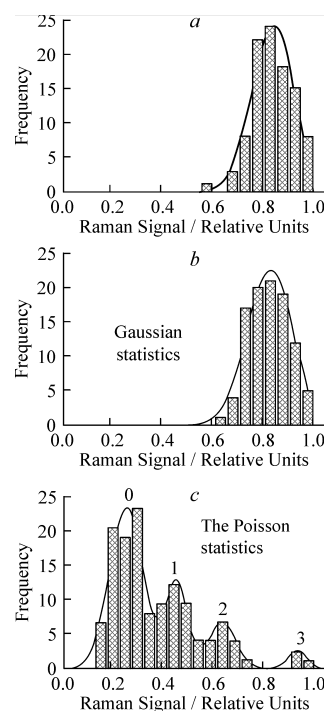 a
25
20
15
10
5
0
Frequency
0.0 0.2 0.4 0.6 0.8 1.0
Raman Signal / Relative Units
b
25
20
15
10
5
0
Frequency
Gaussian
statistics
0.0 0.2 0.4 0.6 0.8 1.0
Raman Signal / Relative Units
c
25
20
15
10
5
0
Frequency
0
1
2
3
The Poisson
statistics
0.0 0.2 0.4 0.6 0.8 1.0
Raman Signal / Relative Units